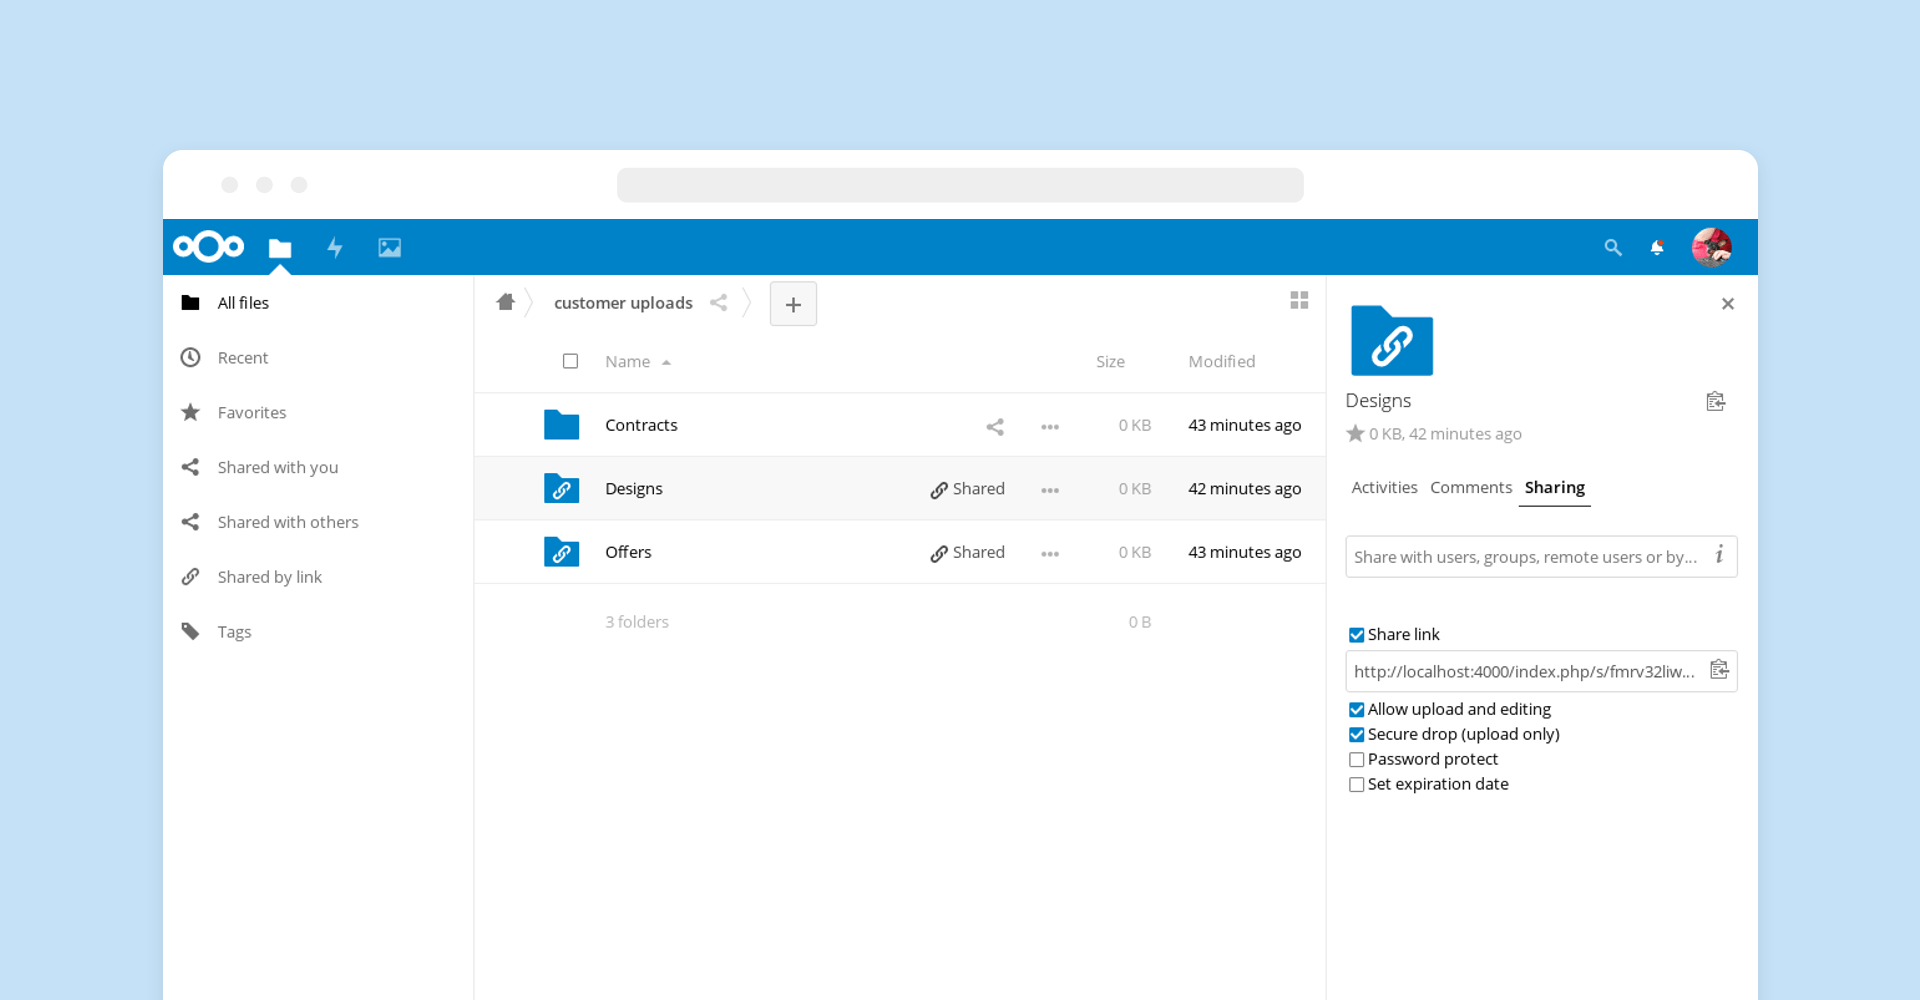 All files
Recent
Favorites
Shared with you
Shared with others
Shared by link
Tags
customer uploads
+
Name Size Modified
Contracts 0 KB 43 minutes ago
Designs Shared 0 KB 42 minutes ago
Offers Shared 0 KB 43 minutes ago
3 folders 0 B
Designs
0 KB, 42 minutes ago
Activities Comments Sharing
Share with users, groups, remote users or by... i
Share link
http://localhost:4000/index.php/s/fmrv32liw...
Allow upload and editing
Secure drop (upload only)
Password protect
Set expiration date